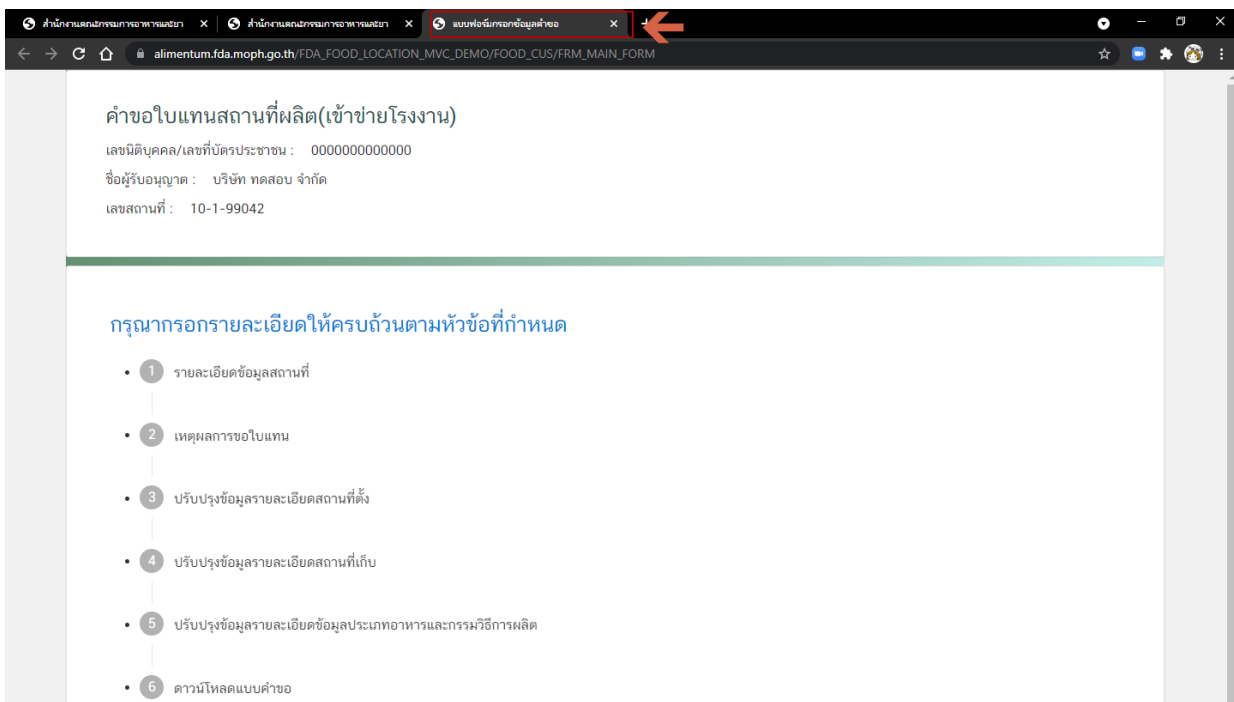 สำนักงานคณะกรรมการอาหารและยา
สำนักงานคณะกรรมการอาหารและยา
แบบฟอร์มกรอกข้อมูลคำขอ
alimentum.fda.moph.go.th/FDA_FOOD_LOCATION_MVC_DEMO/FOOD_CUS/FRM_MAIN_FORM
คำขอใบแทนสถานที่ผลิต(เข้าข่ายโรงงาน)
เลขนิติบุคคล/เลขที่บัตรประชาชน : 0000000000000
ชื่อผู้รับอนุญาต : บริษัท ทดสอบ จำกัด
เลขสถานที่ : 10-1-99042
กรุณากรอกรายละเอียดให้ครบถ้วนตามหัวข้อที่กำหนด
1 รายละเอียดข้อมูลสถานที่
2 เหตุผลการขอใบแทน
3 ปรับปรุงข้อมูลรายละเอียดสถานที่ตั้ง
4 ปรับปรุงข้อมูลรายละเอียดสถานที่เก็บ
5 ปรับปรุงข้อมูลรายละเอียดข้อมูลประเภทอาหารและกรรมวิธีการผลิต
6 ดาวน์โหลดแบบคำขอ